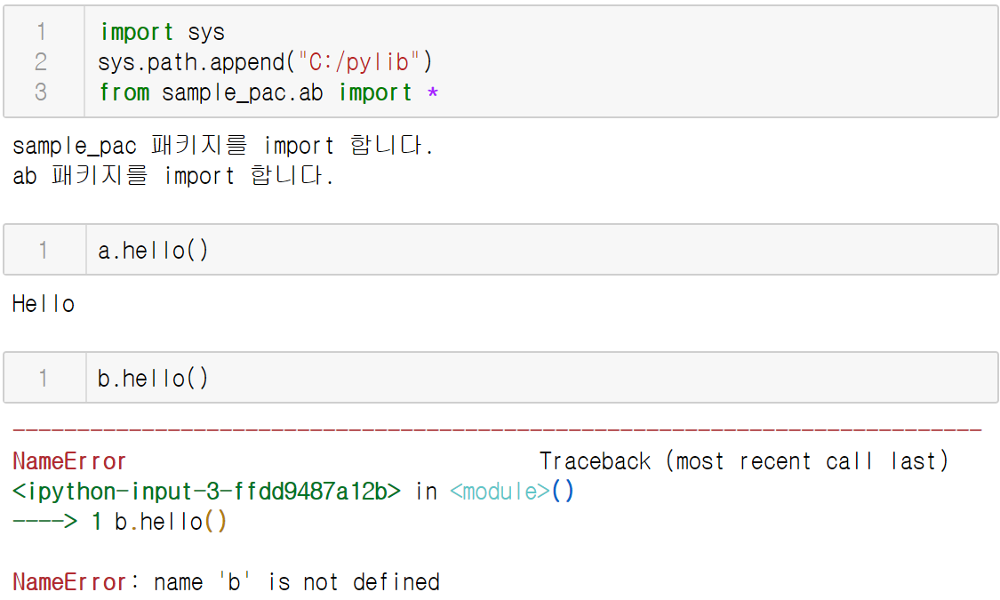 1 import sys
2 sys.path.append("C:/pylib")
3 from sample_pac.ab import *
sample_pac 패키지를 import 합니다.
ab 패키지를 import 합니다.
1 a.hello()
Hello
1 b.hello()
---------------------------------------------------------------------------
NameError Traceback (most recent call last)
<ipython-input-3-ffdd9487a12b> in <module>()
----> 1 b.hello()
NameError: name 'b' is not defined